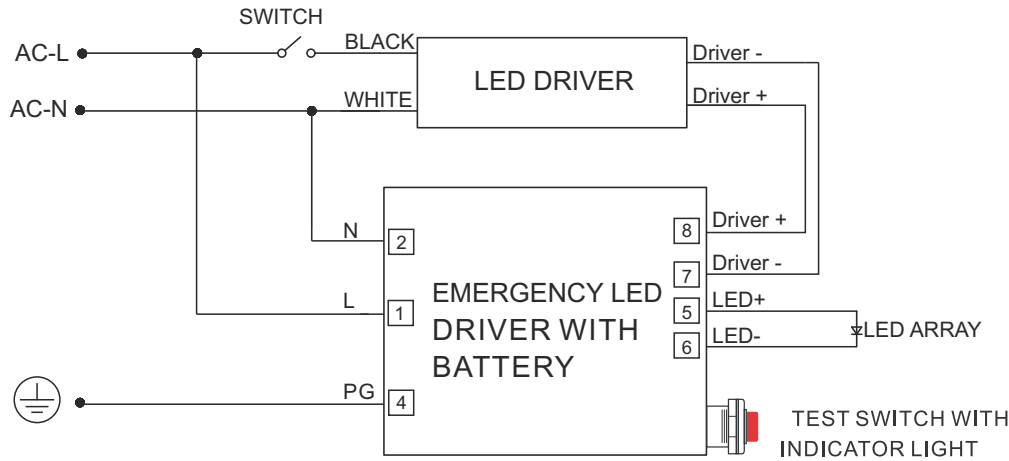 SWITCH
AC-L
BLACK
LED DRIVER
Driver -
AC-N
WHITE
Driver +
N
2
8
Driver +
7
Driver -
L
1
EMERGENCY LED
DRIVER WITH
BATTERY
5
LED+
6
LED-
LED ARRAY
PG
4
TEST SWITCH WITH
INDICATOR LIGHT